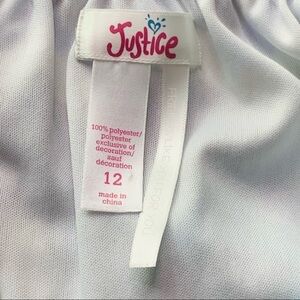 Justice
100% polyester/
polyester
exclusive of
decoration/
sauf
décoration
12
made in
china